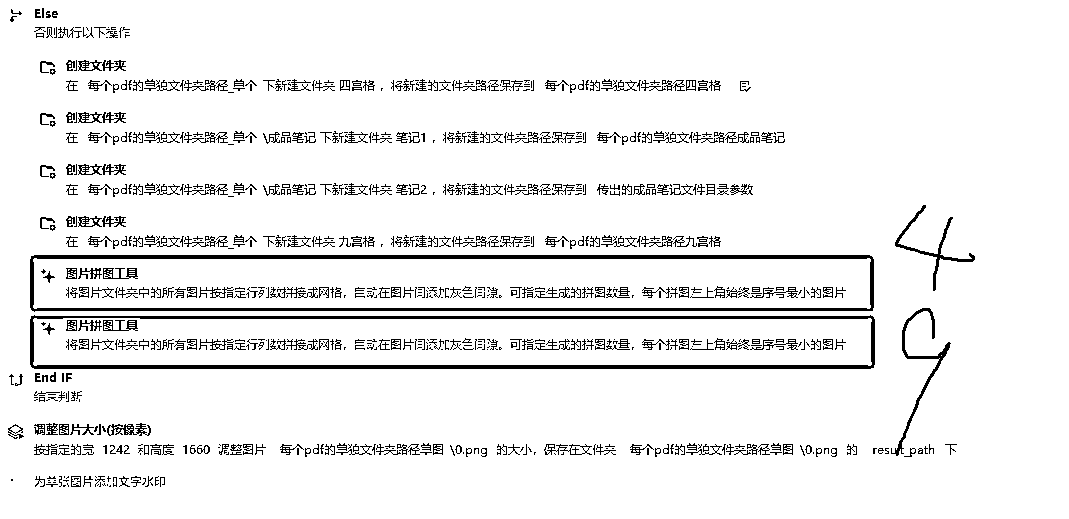 Else
否则执行以下操作
创建文件夹
在 每个pdf的单独文件夹路径_单个 下新建文件夹 四宫格 ，将新建的文件夹路径保存到 每个pdf的单独文件夹路径四宫格
创建文件夹
在 每个pdf的单独文件夹路径_单个 \成品笔记 下新建文件夹 笔记1 ，将新建的文件夹路径保存到 每个pdf的单独文件夹路径成品笔记
创建文件夹
在 每个pdf的单独文件夹路径_单个 \成品笔记 下新建文件夹 笔记2 ，将新建的文件夹路径保存到 传出的成品笔记文件目录参数
创建文件夹
在 每个pdf的单独文件夹路径_单个 下新建文件夹 九宫格 ，将新建的文件夹路径保存到 每个pdf的单独文件夹路径九宫格
4
图片拼图工具
将图片文件夹中的所有图片按指定行列数拼接成网格，自动在图片间添加灰色间隙。可指定生成的拼图数量，每个拼图左上角始终是序号最小的图片
图片拼图工具
将图片文件夹中的所有图片按指定行列数拼接成网格，自动在图片间添加灰色间隙。可指定生成的拼图数量，每个拼图左上角始终是序号最小的图片
9
End IF
结束判断
调整图片大小(按像素)
按指定的宽 1242 和高度 1660 调整图片 每个pdf的单独文件夹路径单图 \0.png 的大小，保存在文件夹 每个pdf的单独文件夹路径单图 \0.png 的 result_path 下
为单张图片添加文字水印